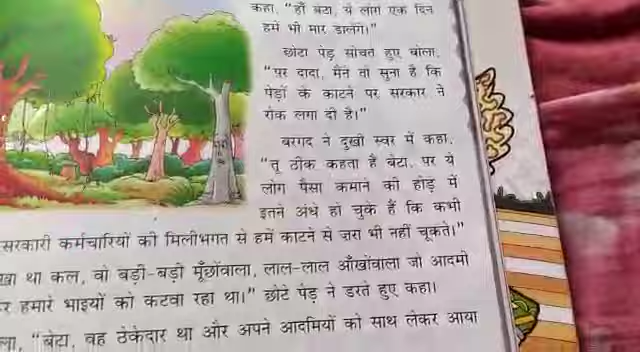 कहा, "हाँ बेटा, ये लोग एक दिन
हमें भी मार डालेंगे।"
छोटा पेड़ सोचते हुए बोला,
"पर दादा, मैंने तो सुना है कि
पेड़ों के काटने पर सरकार ने
रोक लगा दी है।"
बरगद ने दुखी स्वर में कहा,
"तू ठीक कहता है बेटा, पर ये
लोग पैसा कमाने की होड़ में
इतने अंधे हो चुके हैं कि कभी
सरकारी कर्मचारियों की मिलीभगत से हमें काटने से ज़रा भी नहीं चूकते।"
था कल, वो बड़ी-बड़ी मूँछोंवाला, लाल-लाल आँखोंवाला जो आदमी
हमारे भाइयों को कटवा रहा था।" छोटे पेड़ ने डरते हुए कहा।
"बेटा, वह ठेकेदार था और अपने आदमियों को साथ लेकर आया